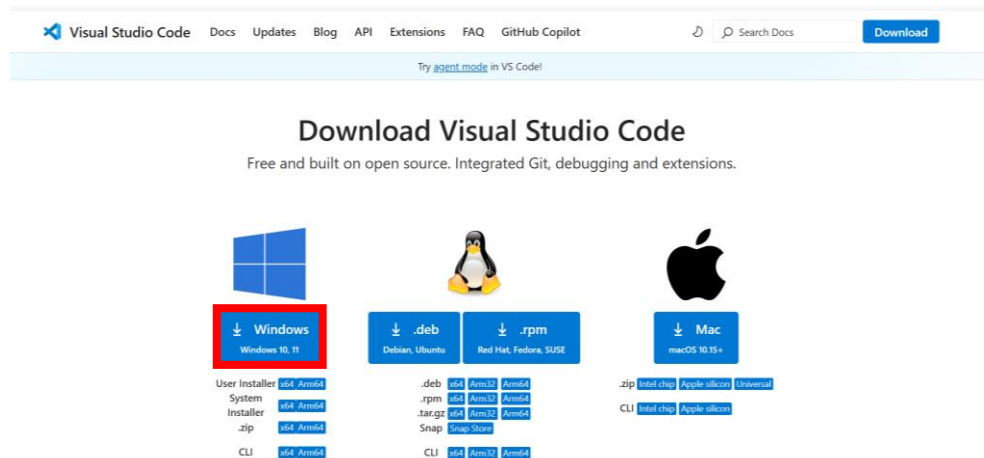 Visual Studio Code Docs Updates Blog API Extensions FAQ GitHub Copilot Search Docs Download
Try agent mode in VS Code!
Download Visual Studio Code
Free and built on open source. Integrated Git, debugging and extensions.
Windows
Windows 10, 11
.deb
Debian, Ubuntu
.rpm
Red Hat, Fedora, SUSE
Mac
macOS 10.15+
User Installer x64 Arm64
System
Installer x64 Arm64
.zip x64 Arm64
CLI x64 Arm64
.deb x64 Arm32 Arm64
.rpm x64 Arm32 Arm64
.tar.gz x64 Arm32 Arm64
Snap Snap Store
CLI x64 Arm32 Arm64
.zip Intel chip Apple silicon Universal
CLI Intel chip Apple silicon